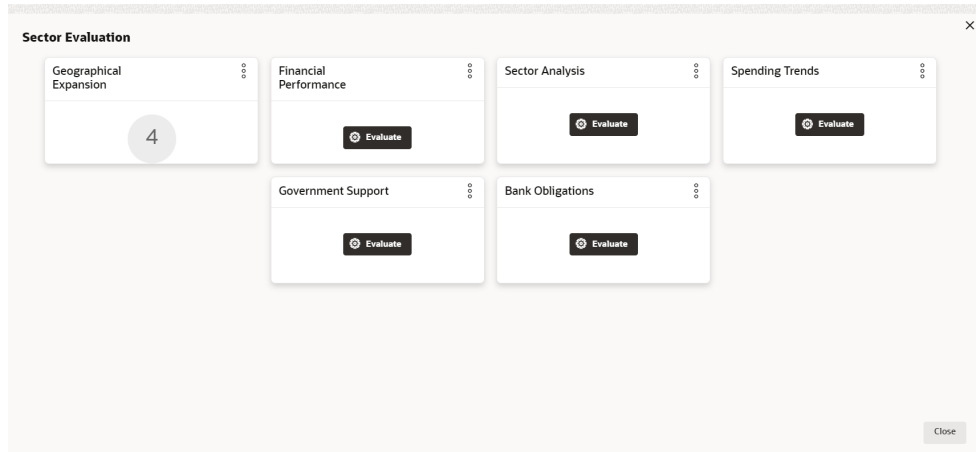 Sector Evaluation
Geographical
Expansion
4
Financial
Performance
Evaluate
Sector Analysis
Evaluate
Spending Trends
Evaluate
Government Support
Evaluate
Bank Obligations
Evaluate
Close